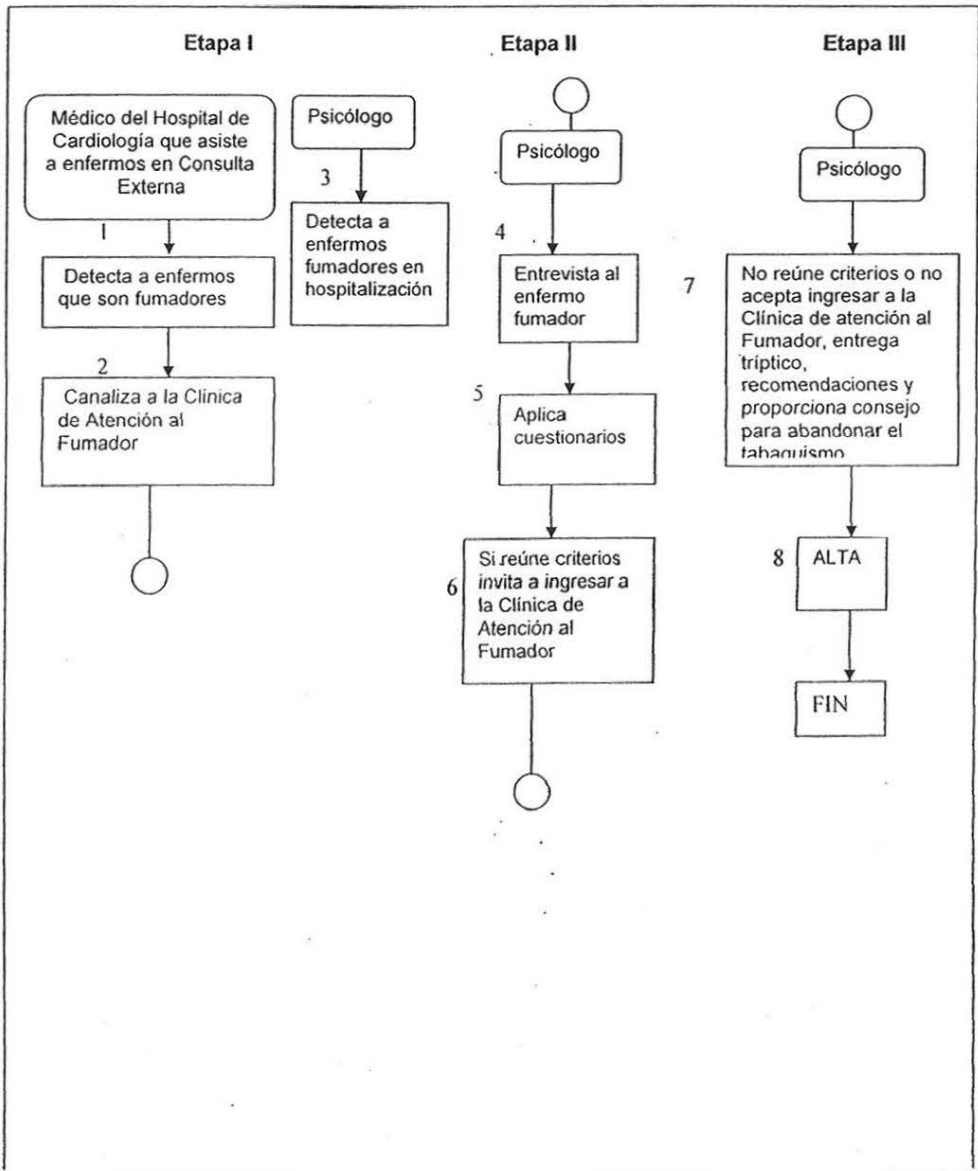 Etapa I
Médico del Hospital de
Cardiología que asiste
a enfermos en Consulta
Externa
1
Detecta a enfermos
que son fumadores
2
Canaliza a la Clínica
de Atención al
Fumador
Psicólogo
3
Detecta a
enfermos
fumadores en
hospitalización
Etapa II
Psicólogo
4
Entrevista al
enfermo
fumador
5
Aplica
cuestionarios
6
Si reúne criterios
invita a ingresar a
la Clínica de
Atención al
Fumador
Etapa III
Psicólogo
7
No reúne criterios o no
acepta ingresar a la
Clínica de atención al
Fumador, entrega
tríptico,
recomendaciones y
proporciona consejo
para abandonar el
tabaquismo
8
ALTA
FIN